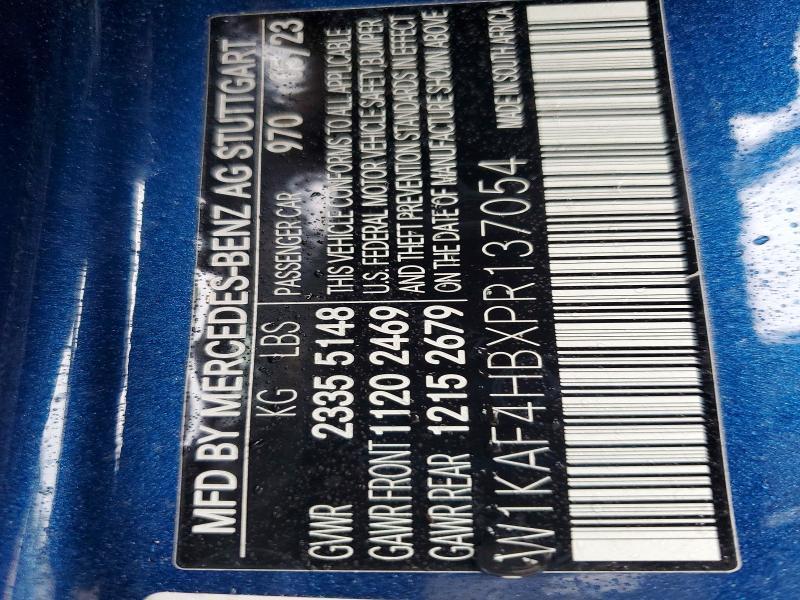 MFD BY MERCEDES-BENZ AG STUTTGART
KG LBS PASSENGER CAR 970 /23
GVWR 2335 5148
GAWR FRONT 1120 2469
GAWR REAR 1215 2679
THIS VEHICLE CONFORMS TO ALL APPLICABLE
U.S. FEDERAL MOTOR VEHICLE SAFETY BUMPER
AND THEFT PREVENTION STANDARDS IN EFFECT
ON THE DATE OF MANUFACTURE SHOWN ABOVE
W1KAF4HBXPR137054 MADE IN SOUTH AFRICA